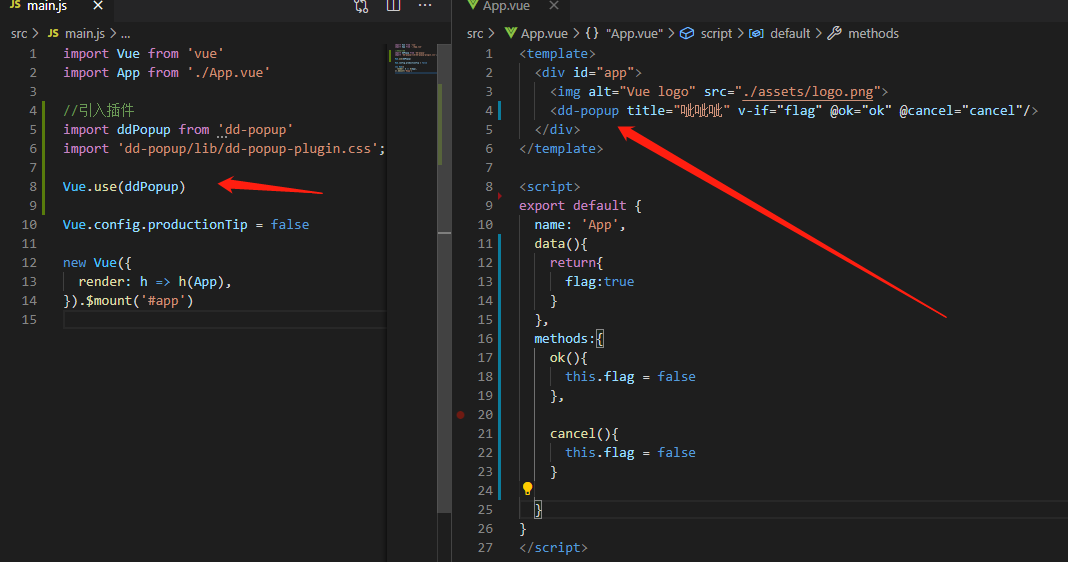 JS main.js ×
src > JS main.js > ...
1 import Vue from 'vue'
2 import App from './App.vue'
3
4 //引入插件
5 import ddPopup from 'dd-popup'
6 import 'dd-popup/lib/dd-popup-plugin.css';
7
8 Vue.use(ddPopup)
9
10 Vue.config.productionTip = false
11
12 new Vue({
13 render: h => h(App),
14 }).$mount('#app')
15
App.vue ×
src > App.vue > {} "App.vue" > script > default > methods
1 <template>
2 <div id="app">
3 <img alt="Vue logo" src="./assets/logo.png">
4 <dd-popup title="呲呲呲" v-if="flag" @ok="ok" @cancel="cancel"/>
5 </div>
6 </template>
7
8 <script>
9 export default {
10 name: 'App',
11 data(){
12 return{
13 flag:true
14 }
15 },
16 methods:{
17 ok(){
18 this.flag = false
19 },
20
21 cancel(){
22 this.flag = false
23 }
24
25 }
26 }
27 </script>